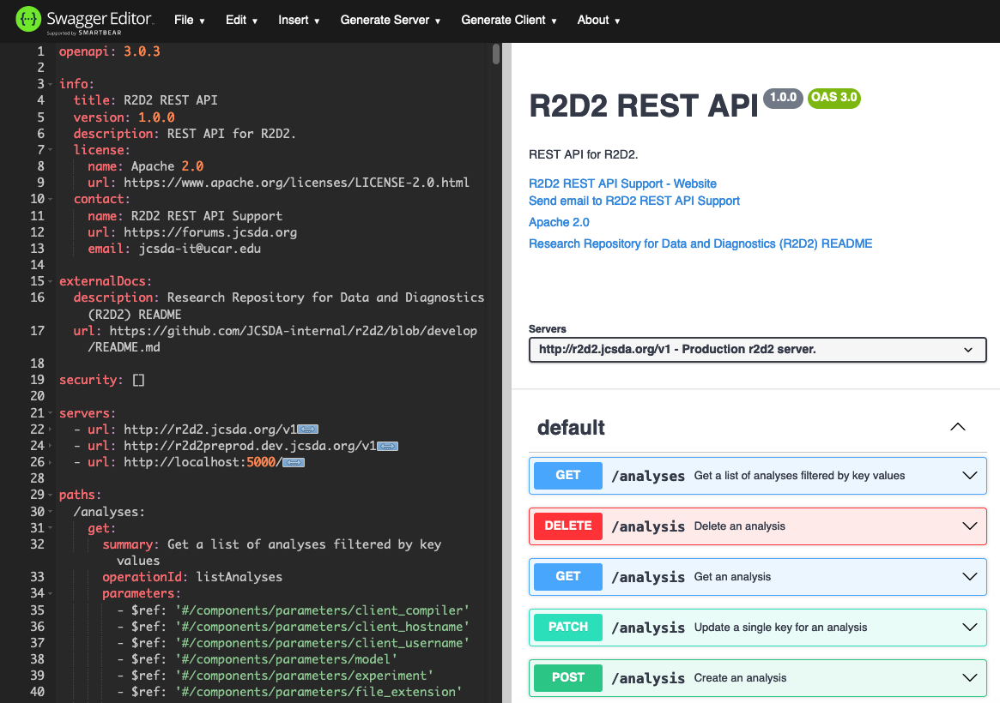 Swagger Editor.
Supported by SMARTBEAR
File ▼ Edit ▼ Insert ▼ Generate Server ▼ Generate Client ▼ About ▼
1 openapi: 3.0.3
2
3 info:
4 title: R2D2 REST API
5 version: 1.0.0
6 description: REST API for R2D2.
7 license:
8 name: Apache 2.0
9 url: https://www.apache.org/licenses/LICENSE-2.0.html
10 contact:
11 name: R2D2 REST API Support
12 url: https://forums.jcsda.org
13 email: jcsda-it@ucar.edu
14
15 externalDocs:
16 description: Research Repository for Data and Diagnostics
(R2D2) README
17 url: https://github.com/JCSDA-internal/r2d2/blob/develop
/README.md
18
19 security: []
20
21 servers:
22 - url: http://r2d2.jcsda.org/v1
24 - url: http://r2d2preprod.dev.jcsda.org/v1
26 - url: http://localhost:5000/
28
29 paths:
30 /analyses:
31 get:
32 summary: Get a list of analyses filtered by key
values
33 operationId: listAnalyses
34 parameters:
35 - $ref: '#/components/parameters/client_compiler'
36 - $ref: '#/components/parameters/client_hostname'
37 - $ref: '#/components/parameters/client_username'
38 - $ref: '#/components/parameters/model'
39 - $ref: '#/components/parameters/experiment'
40 - $ref: '#/components/parameters/file_extension'
R2D2 REST API 1.0.0 OAS 3.0
REST API for R2D2.
R2D2 REST API Support - Website
Send email to R2D2 REST API Support
Apache 2.0
Research Repository for Data and Diagnostics (R2D2) README
Servers
http://r2d2.jcsda.org/v1 - Production r2d2 server.
default
GET /analyses Get a list of analyses filtered by key values
DELETE /analysis Delete an analysis
GET /analysis Get an analysis
PATCH /analysis Update a single key for an analysis
POST /analysis Create an analysis